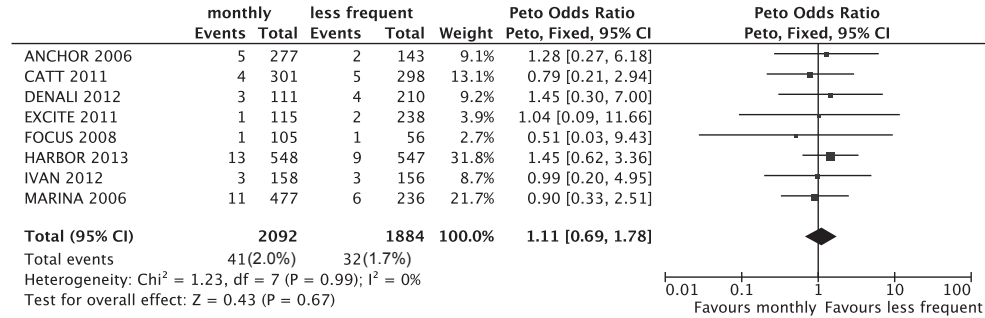 monthly less frequent Peto Odds Ratio Peto Odds Ratio
Events Total Events Total Weight Peto, Fixed, 95% CI Peto, Fixed, 95% CI
ANCHOR 2006 5 277 2 143 9.1% 1.28 [0.27, 6.18]
CATT 2011 4 301 5 298 13.1% 0.79 [0.21, 2.94]
DENALI 2012 3 111 4 210 9.2% 1.45 [0.30, 7.00]
EXCITE 2011 1 115 2 238 3.9% 1.04 [0.09, 11.66]
FOCUS 2008 1 105 1 56 2.7% 0.51 [0.03, 9.43]
HARBOR 2013 13 548 9 547 31.8% 1.45 [0.62, 3.36]
IVAN 2012 3 158 3 156 8.7% 0.99 [0.20, 4.95]
MARINA 2006 11 477 6 236 21.7% 0.90 [0.33, 2.51]
Total (95% CI) 2092 1884 100.0% 1.11 [0.69, 1.78]
Total events 41(2.0%) 32(1.7%)
Heterogeneity: Chi² = 1.23, df = 7 (P = 0.99); I² = 0%
Test for overall effect: Z = 0.43 (P = 0.67)
0.01 0.1 1 10 100
Favours monthly Favours less frequent